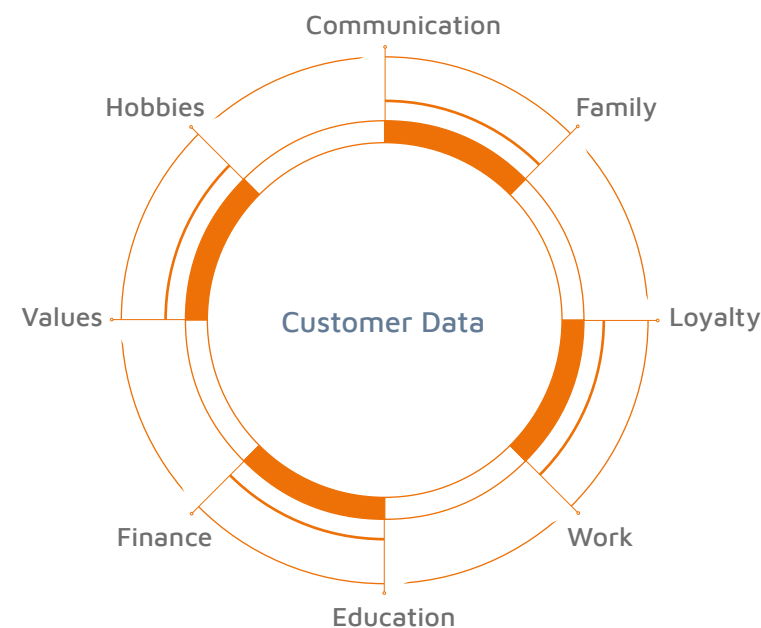 Communication
Hobbies
Family
Values
Customer Data
Loyalty
Finance
Work
Education